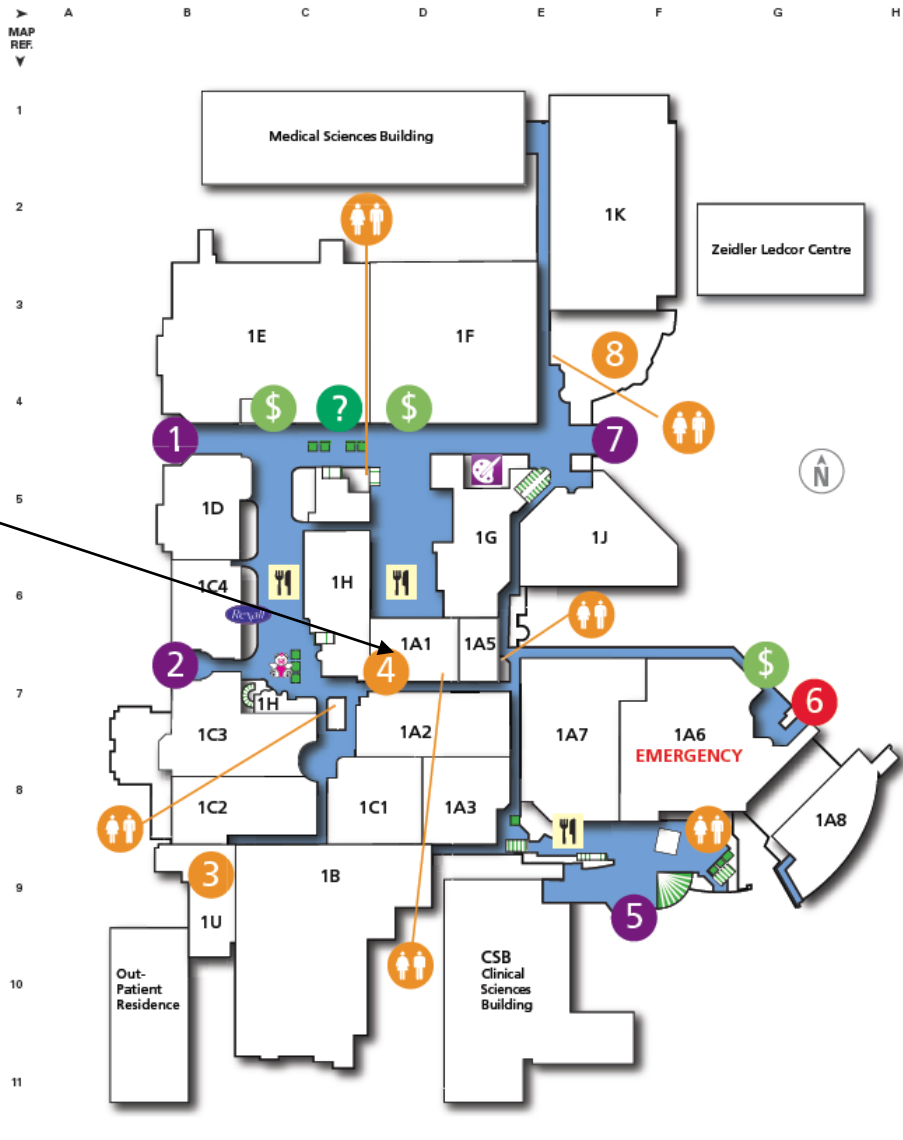 A B C D E F G H
MAP
REF.
1
Medical Sciences Building
2
1K
Zeidler Ledcor Centre
3
1E
1F
8
4
$
?
$
1
7
N
5
1D
1G
1J
1C4
1H
6
Rexall
1A1
1A5
2
4
$
7
1H
6
1C3
1A2
1A7
1A6
EMERGENCY
8
1C2
1C1
1A3
1A8
3
1B
9
1U
5
CSB
Clinical
Sciences
Building
Out-
Patient
Residence
10
11